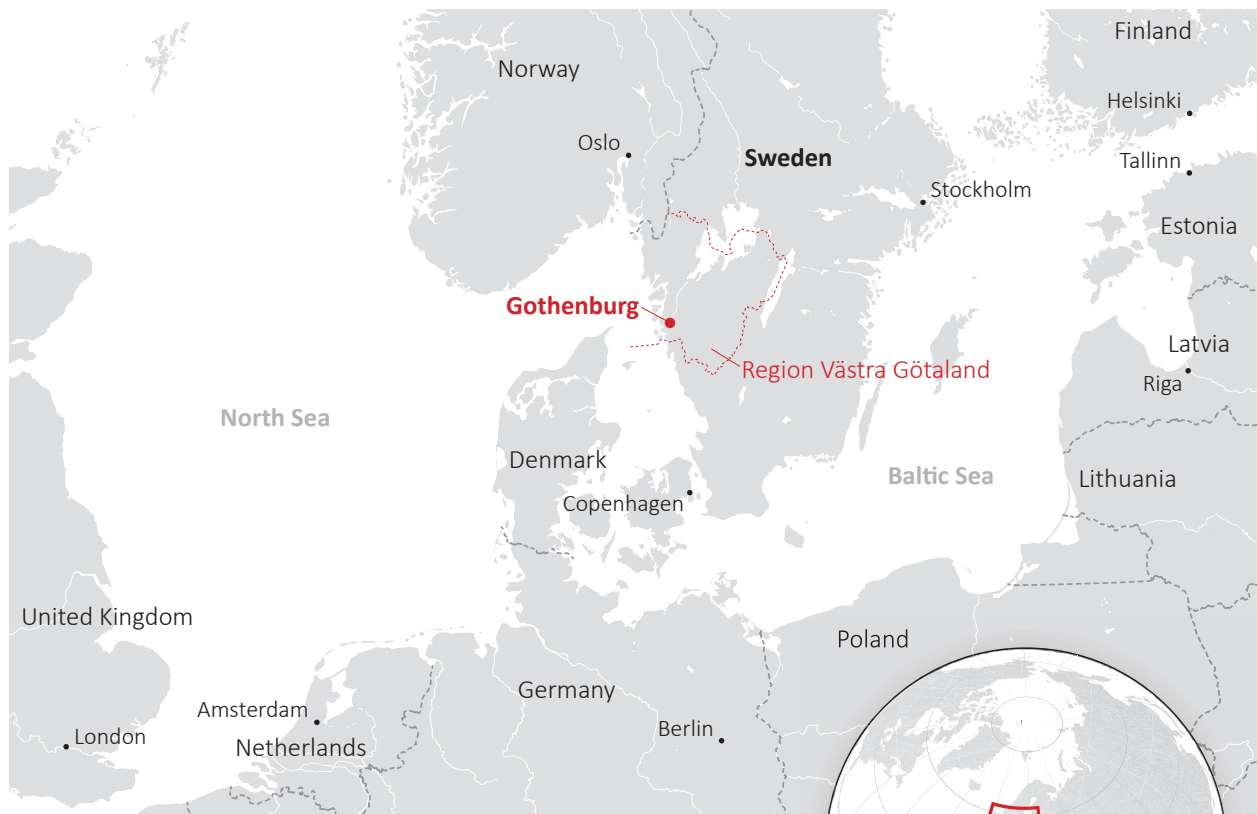 Finland
Norway
Helsinki
Oslo
Sweden
Tallinn
Stockholm
Estonia
Gothenburg
Latvia
Region Västra Götaland
Riga
North Sea
Denmark
Baltic Sea
Lithuania
Copenhagen
United Kingdom
Poland
Germany
Amsterdam
Berlin
London
Netherlands